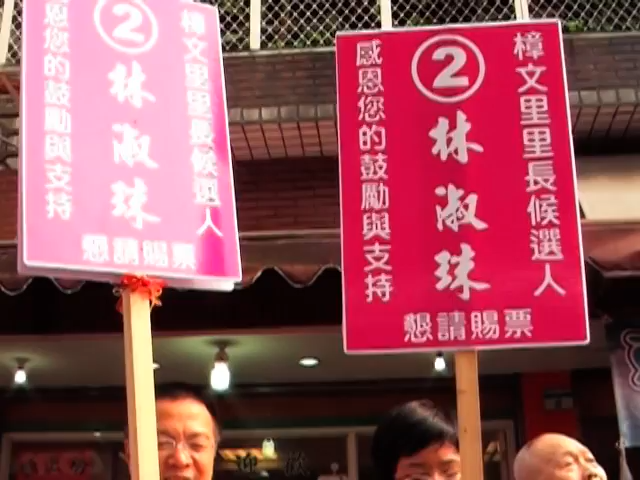 樟文里里長候選人
2
林淑珠
感恩您的鼓勵與支持
懇請賜票
樟文里里長候選人
2
林淑珠
恩您的鼓勵與支持
懇請賜票
歡迎